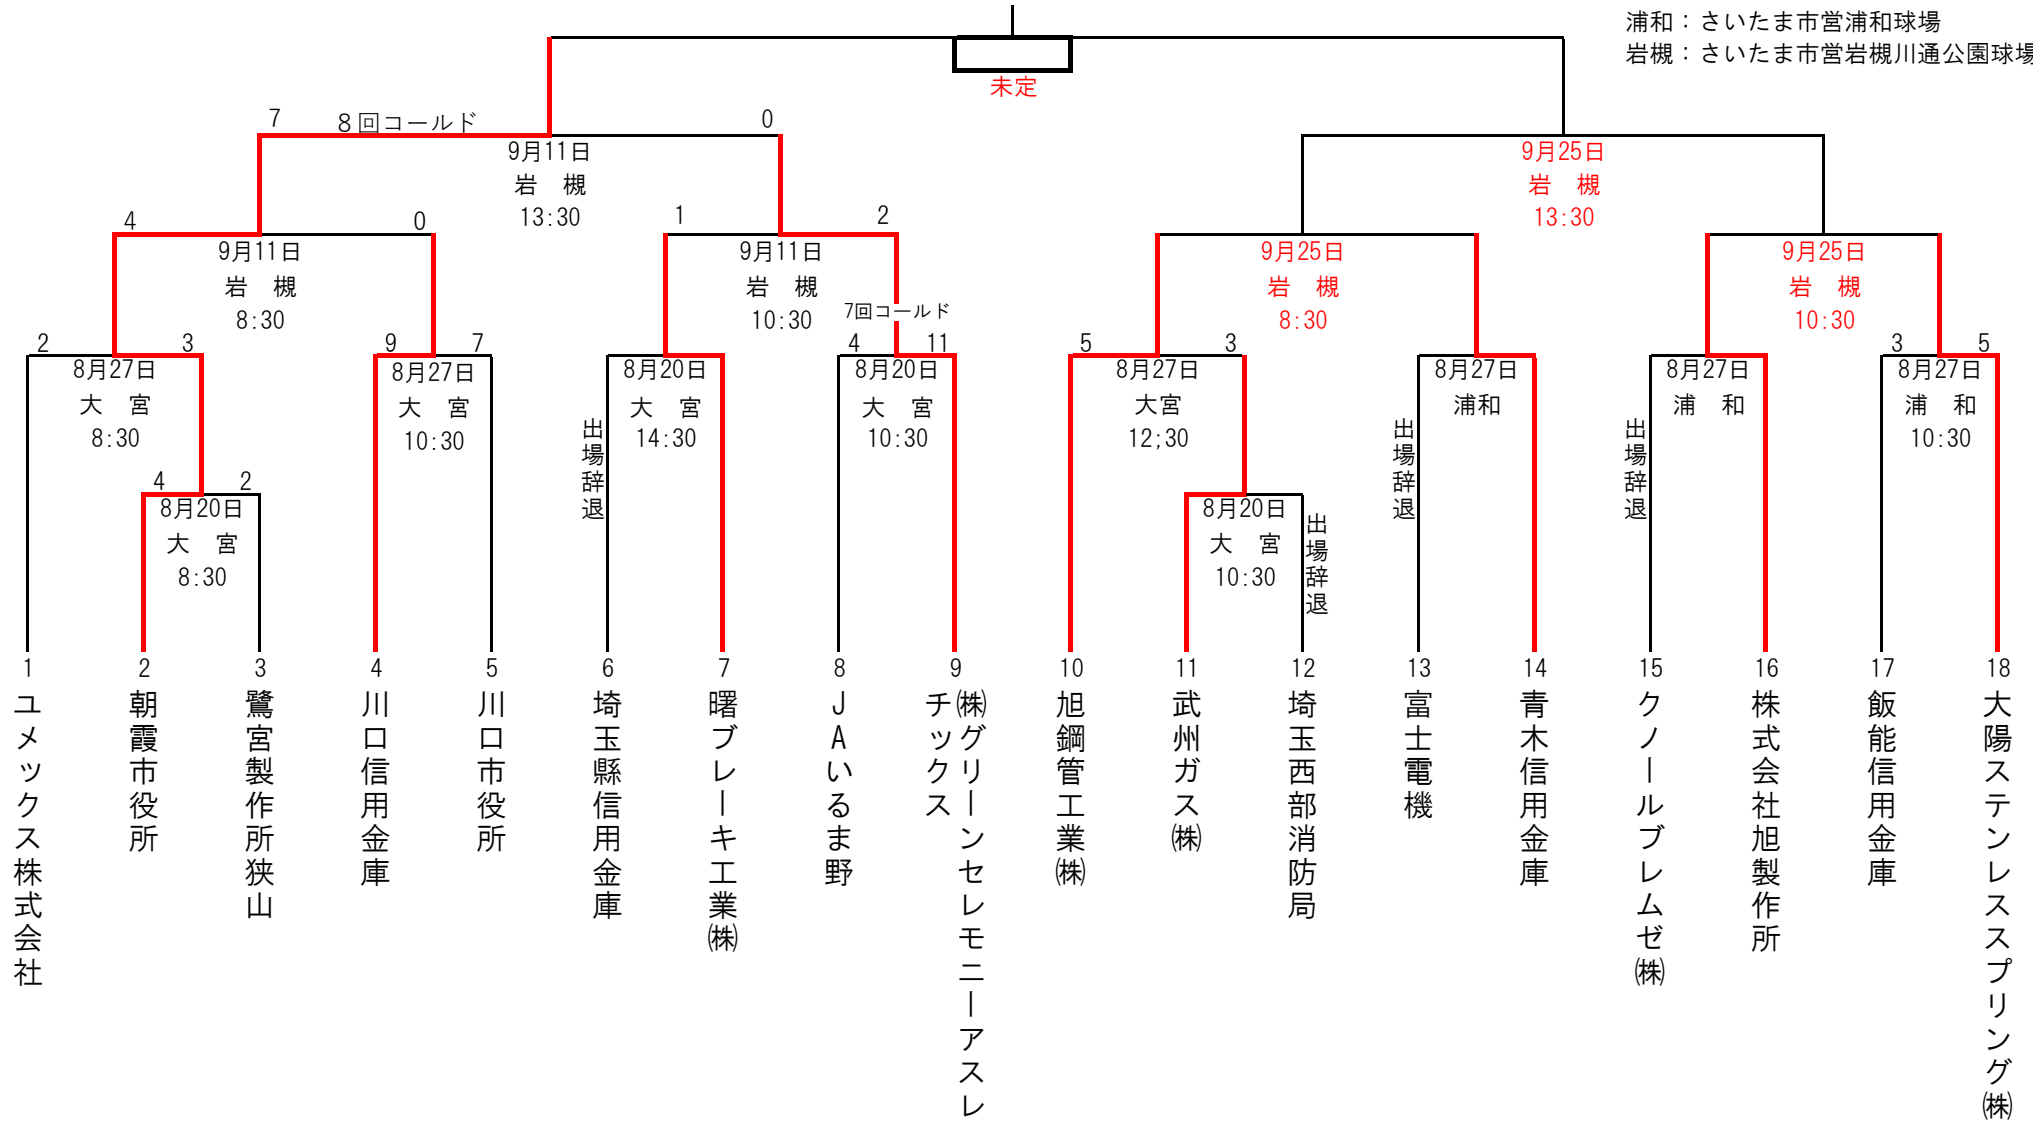 浦和：さいたま市営浦和球場
岩槻：さいたま市営岩槻川通公園球場
未定
7 8回コールド 0
9月11日
岩 槻
13:30
9月25日
岩 槻
13:30
4 0
9月11日
岩 槻
8:30
1 2
9月11日
岩 槻
10:30
9月25日
岩 槻
8:30
9月25日
岩 槻
10:30
7回コールド
2 3
8月27日
大 宮
8:30
9 7
8月27日
大 宮
10:30
8月20日
大 宮
14:30
出場辞退
4 11
8月20日
大 宮
10:30
5 3
8月27日
大宮
12;30
8月27日
浦和
出場辞退
8月27日
浦 和
出場辞退
3 5
8月27日
浦 和
10:30
4 2
8月20日
大 宮
8:30
8月20日
大 宮
10:30
出場辞退
1
ユメックス株式会社
2
朝霞市役所
3
鷺宮製作所狭山
4
川口信用金庫
5
川口市役所
6
埼玉縣信用金庫
7
曙ブレーキ工業㈱
8
JAいるま野
9
㈱グリーンセレモニーアスレ
チックス
10
旭鋼管工業㈱
11
武州ガス㈱
12
埼玉西部消防局
13
富士電機
14
青木信用金庫
15
クノールブレムゼ㈱
16
株式会社旭製作所
17
飯能信用金庫
18
大陽ステンレススプリング㈱